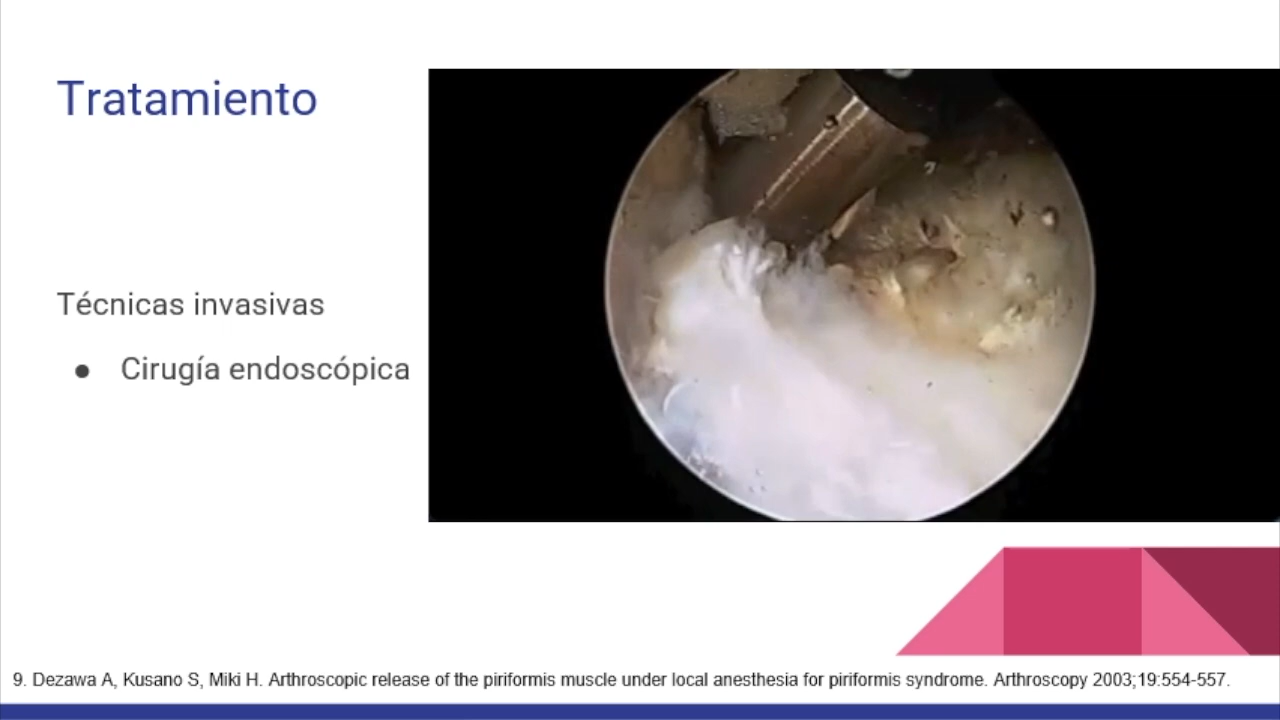 Tratamiento
Técnicas invasivas
● Cirugía endoscópica
9. Dezawa A, Kusano S, Miki H. Arthroscopic release of the piriformis muscle under local anesthesia for piriformis syndrome. Arthroscopy 2003;19:554-557.